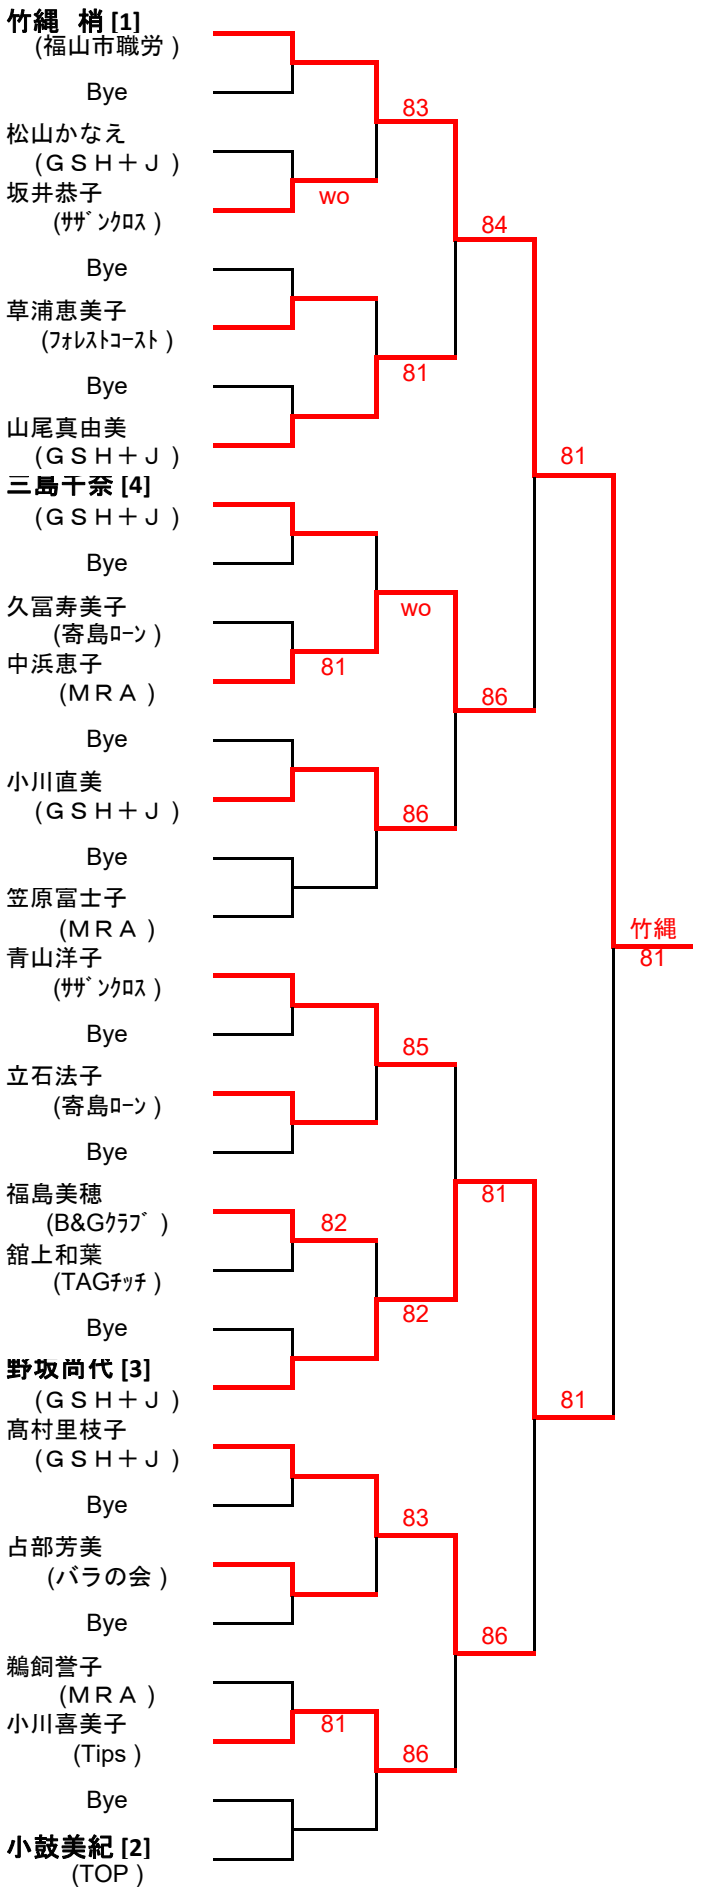 竹縄　梢 [1]
(福山市職労 )
Bye
83
松山かなえ
(ＧＳＨ＋Ｊ )
坂井恭子
wo
(ｻｻﾞﾝｸﾛｽ )
84
Bye
草浦恵美子
(ﾌｫﾚｽﾄｺｰｽﾄ )
81
Bye
山尾真由美
(ＧＳＨ＋Ｊ )
81
三島千奈 [4]
(ＧＳＨ＋Ｊ )
Bye
久冨寿美子
wo
(寄島ﾛｰﾝ )
中浜恵子
81
(ＭＲＡ )
86
Bye
小川直美
(ＧＳＨ＋Ｊ )
86
Bye
笠原冨士子
(ＭＲＡ )
竹縄
青山洋子
81
(ｻｻﾞﾝｸﾛｽ )
Bye
85
立石法子
(寄島ﾛｰﾝ )
Bye
福島美穂
81
(B&Gｸﾗﾌﾞ )
82
舘上和葉
(TAGﾁｯﾁ )
82
Bye
野坂尚代 [3]
(ＧＳＨ＋Ｊ )
81
髙村里枝子
(ＧＳＨ＋Ｊ )
Bye
83
占部芳美
(バラの会 )
Bye
86
鵜飼誉子
(ＭＲＡ )
小川喜美子
81
(Tips )
86
Bye
小鼓美紀 [2]
(TOP )